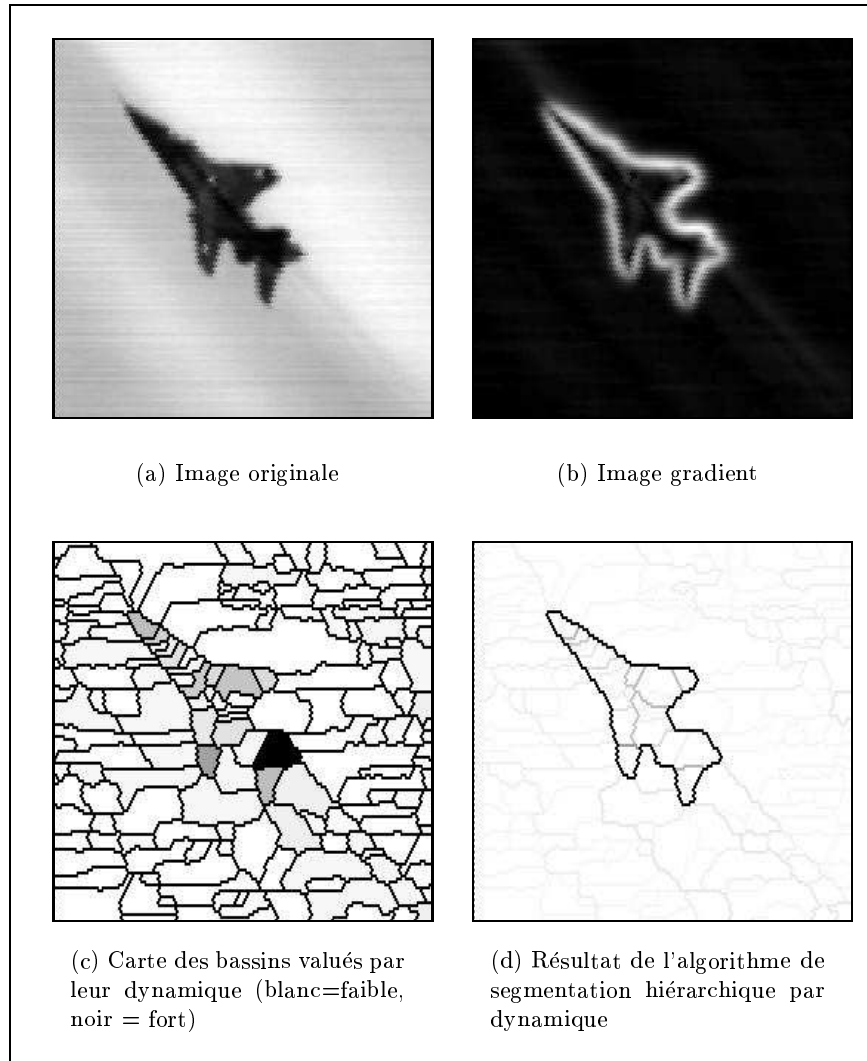 (a) Image originale
(b) Image gradient
(c) Carte des bassins valués par
leur dynamique (blanc=faible,
noir = fort)
(d) Résultat de l'algorithme de
segmentation hiérarchique par
dynamique